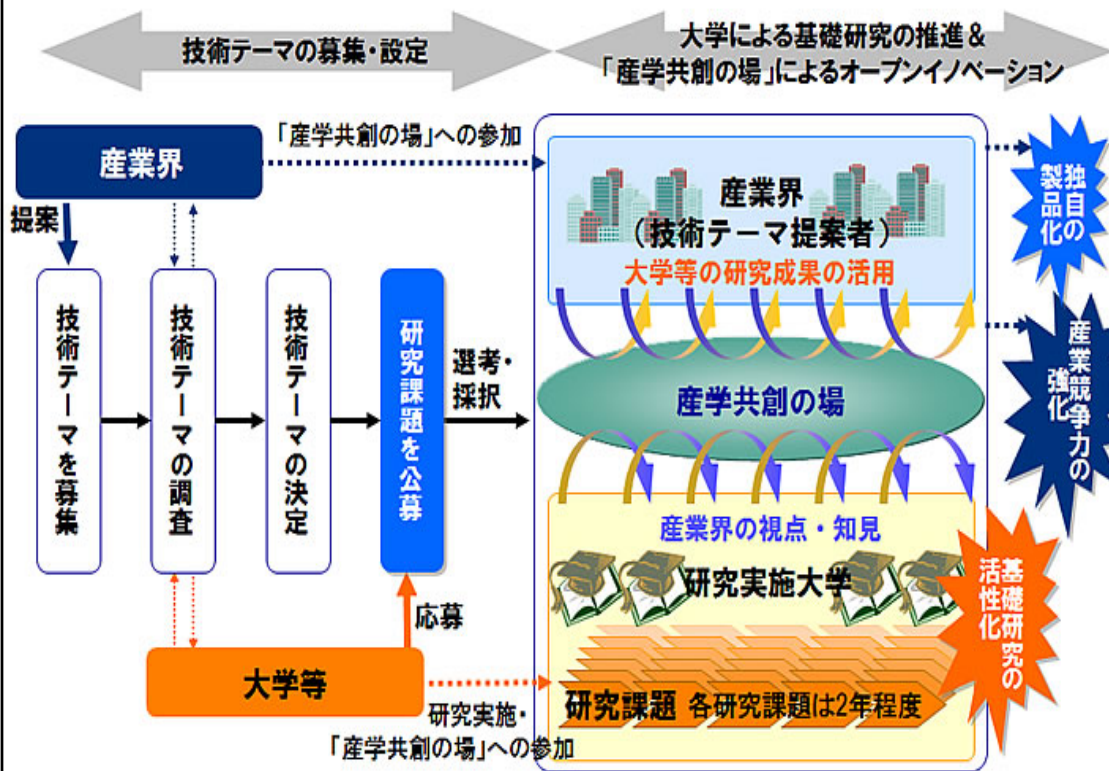 技術テーマの募集・設定
大学による基礎研究の推進&
「産学共創の場」によるオープンイノベーション
産業界
「産学共創の場」への参加
提案
技術テーマを募集
技術テーマの調査
技術テーマの決定
研究課題を公募
選考・
採択
応募
大学等
研究実施・
「産学共創の場」への参加
産業界
(技術テーマ提案者)
大学等の研究成果の活用
産学共創の場
産業界の視点・知見
研究実施大学
研究課題 各研究課題は2年程度
独自の
製品化
産業競争力の
強化
基礎研究の
活性化